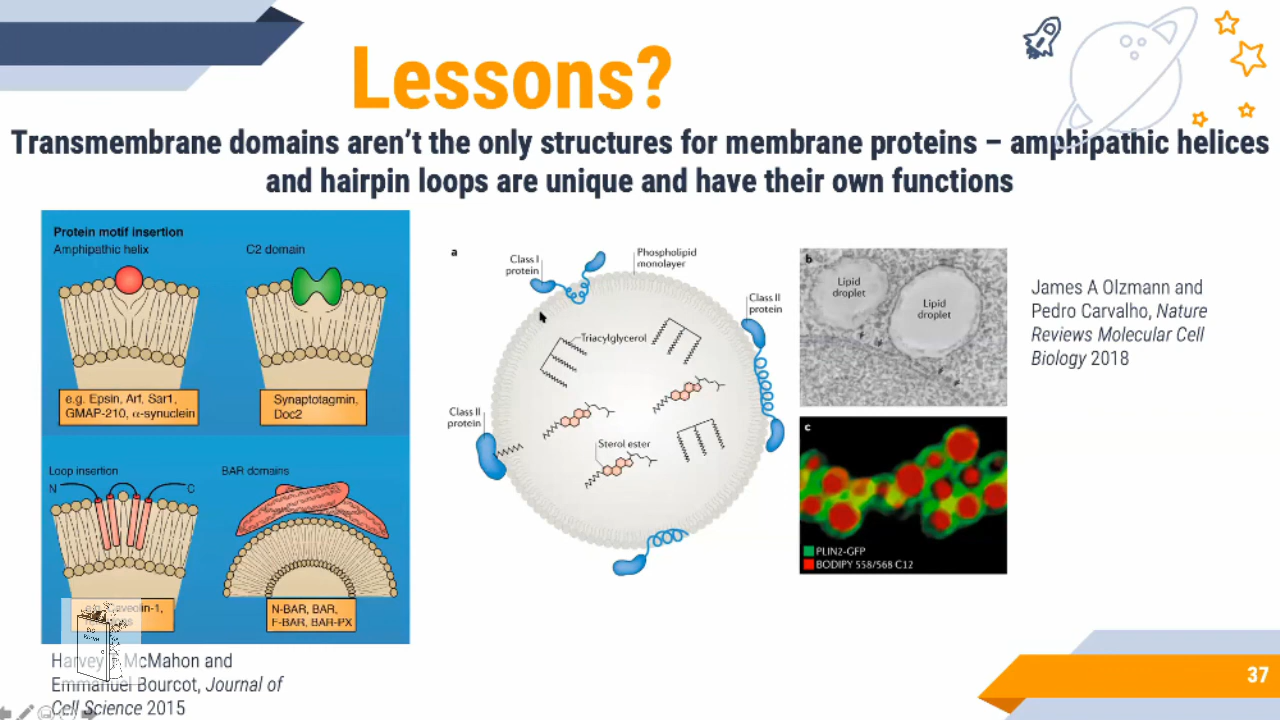 Lessons?
Transmembrane domains aren't the only structures for membrane proteins – amphipathic helices
and hairpin loops are unique and have their own functions
Protein motif insertion
Amphipathic helix
C2 domain
e.g. Epsin, Arf, Sar1,
GMAP-210, α-synuclein
Synaptotagmin,
Doc2
Loop insertion
BAR domains
N
C
Caveolin-1,
N-BAR, BAR,
F-BAR, BAR-PX
Harvey McMahon and
Emmanuel Bourcot, Journal of
Cell Science 2015
a
Class I
protein
Phospholipid
monolayer
Class II
protein
Triacylglycerol
Class II
protein
Sterol ester
b
Lipid
droplet
Lipid
droplet
c
PLIN2-GFP
BODIPY 558/568 C12
James A Olzmann and
Pedro Carvalho, Nature
Reviews Molecular Cell
Biology 2018
37